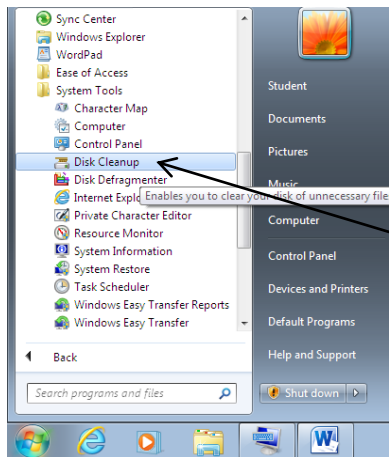 Sync Center
Windows Explorer
WordPad
Ease of Access
System Tools
Character Map
Computer
Control Panel
Disk Cleanup
Disk Defragmenter
Internet Explo
Enables you to clear your disk of unnecessary file
Private Character Editor
Resource Monitor
System Information
System Restore
Task Scheduler
Windows Easy Transfer Reports
Windows Easy Transfer
Back
Search programs and files
Student
Documents
Pictures
Music
Computer
Control Panel
Devices and Printers
Default Programs
Help and Support
Shut down
W